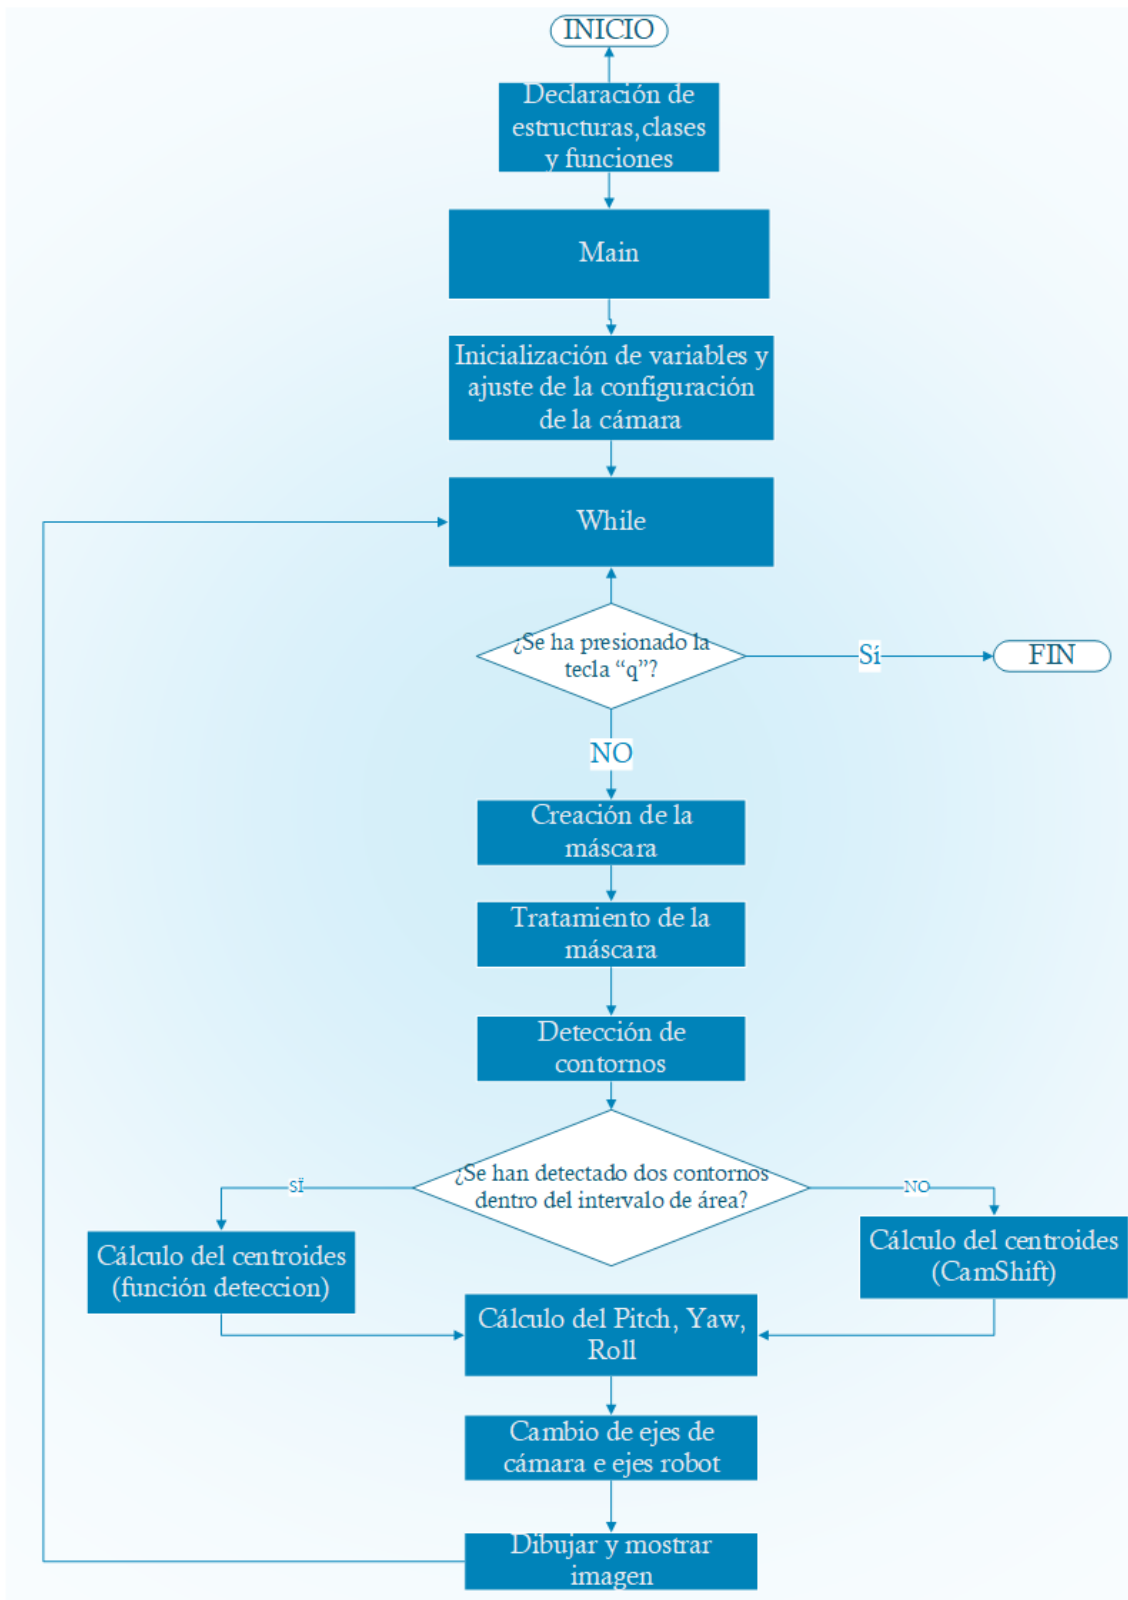 INICIO
Declaración de
estructuras,clases
y funciones
Main
Inicialización de variables y
ajuste de la configuración
de la cámara
While
¿Se ha presionado la
tecla “q”?
Sí
FIN
NO
Creación de la
máscara
Tratamiento de la
máscara
Detección de
contornos
¿Se han detectado dos contornos
dentro del intervalo de área?
SÏ
NO
Cálculo del centroides
(función deteccion)
Cálculo del centroides
(CamShift)
Cálculo del Pitch, Yaw,
Roll
Cambio de ejes de
cámara e ejes robot
Dibujar y mostrar
imagen